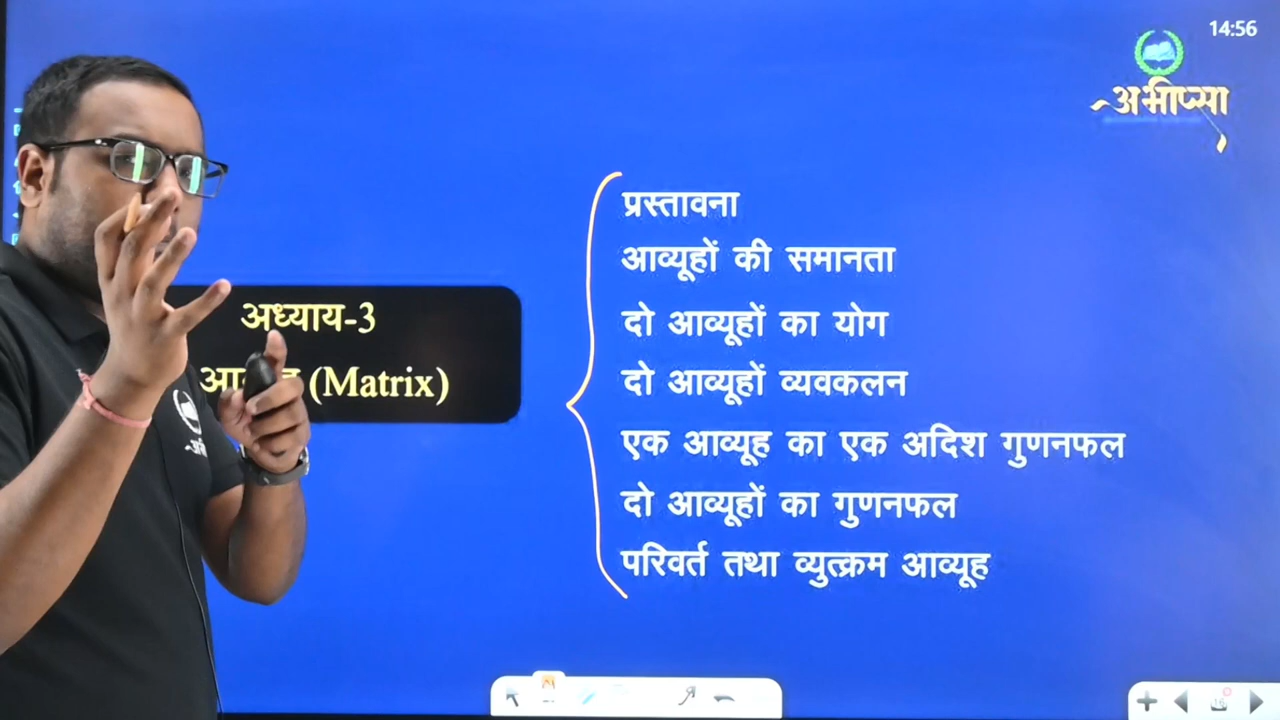 14:56
अभीप्सा
प्रस्तावना
आव्यूहों की समानता
दो आव्यूहों का योग
दो आव्यूहों व्यवकलन
एक आव्यूह का एक अदिश गुणनफल
दो आव्यूहों का गुणनफल
परिवर्त तथा व्युत्क्रम आव्यूह
अध्याय-3
(Matrix)